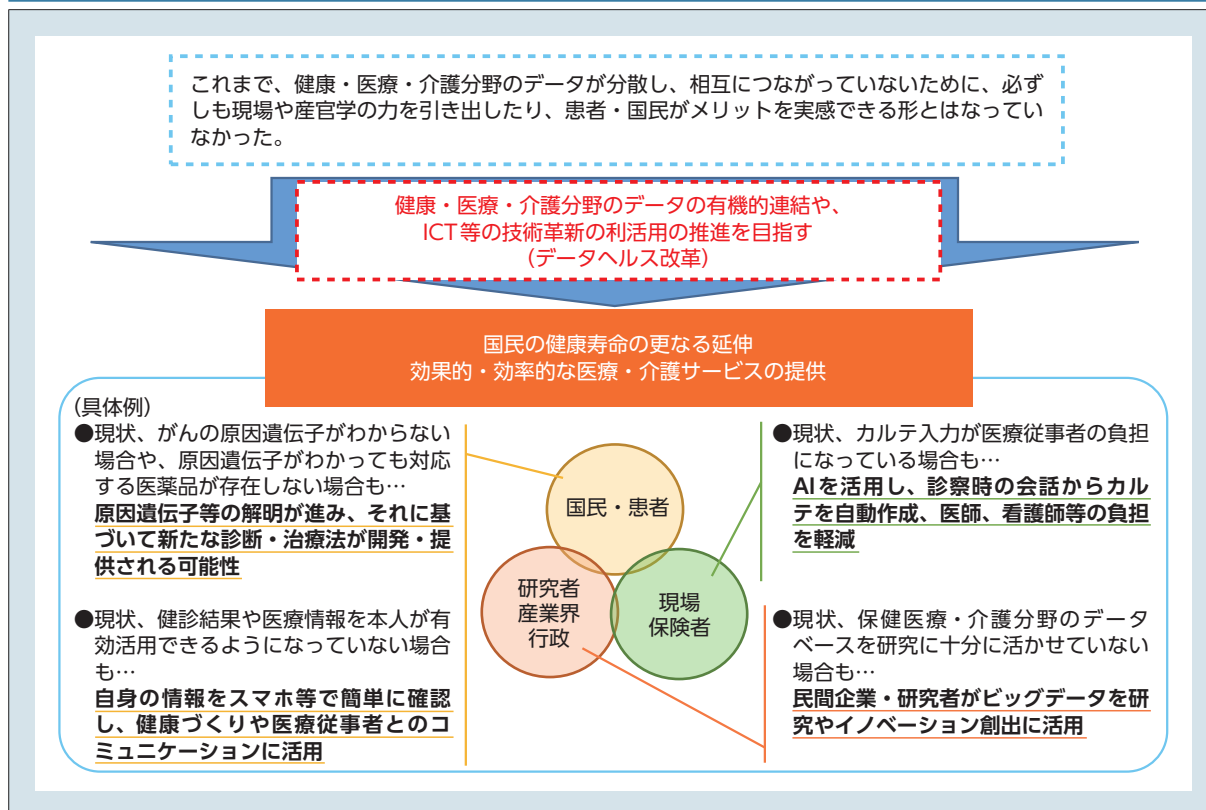 これまで、健康・医療・介護分野のデータが分散し、相互につながっていないために、必ず
しも現場や産官学の力を引き出したり、患者・国民がメリットを実感できる形とはなってい
なかった。
健康・医療・介護分野のデータの有機的連結や、
ICT等の技術革新の利活用の推進を目指す
（データヘルス改革）
国民の健康寿命の更なる延伸
効果的・効率的な医療・介護サービスの提供
（具体例）
●現状、がんの原因遺伝子がわからない
場合や、原因遺伝子がわかっても対応
する医薬品が存在しない場合も…
原因遺伝子等の解明が進み、それに基
づいて新たな診断・治療法が開発・提
供される可能性
●現状、健診結果や医療情報を本人が有
効活用できるようになっていない場合
も…
自身の情報をスマホ等で簡単に確認
し、健康づくりや医療従事者とのコ
ミュニケーションに活用
国民・患者
研究者
産業界
行政
現場
保険者
●現状、カルテ入力が医療従事者の負担
になっている場合も…
AIを活用し、診察時の会話からカル
テを自動作成、医師、看護師等の負担
を軽減
●現状、保健医療・介護分野のデータ
ベースを研究に十分に活かせていない
場合も…
民間企業・研究者がビッグデータを研
究やイノベーション創出に活用